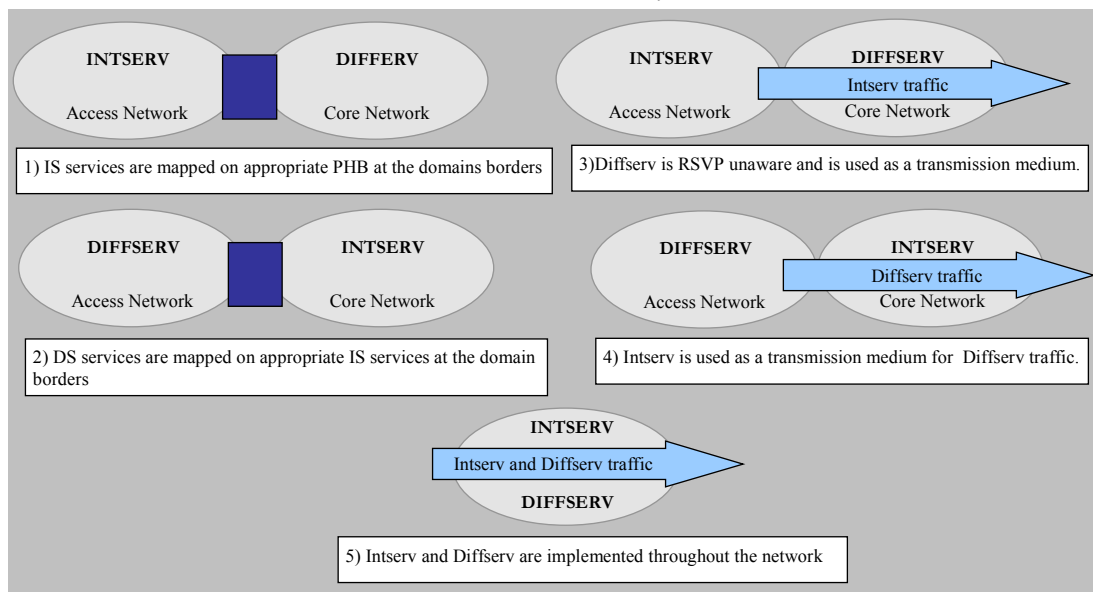 INTSERV
Access Network
DIFFERV
Core Network
1) IS services are mapped on appropriate PHB at the domains borders
INTSERV
Access Network
DIFFSERV
Intserv traffic
Core Network
3)Diffserv is RSVP unaware and is used as a transmission medium.
DIFFSERV
Access Network
INTSERV
Core Network
2) DS services are mapped on appropriate IS services at the domain
borders
DIFFSERV
Access Network
INTSERV
Diffserv traffic
Core Network
4) Intserv is used as a transmission medium for Diffserv traffic.
INTSERV
Intserv and Diffserv traffic
DIFFSERV
5) Intserv and Diffserv are implemented throughout the network